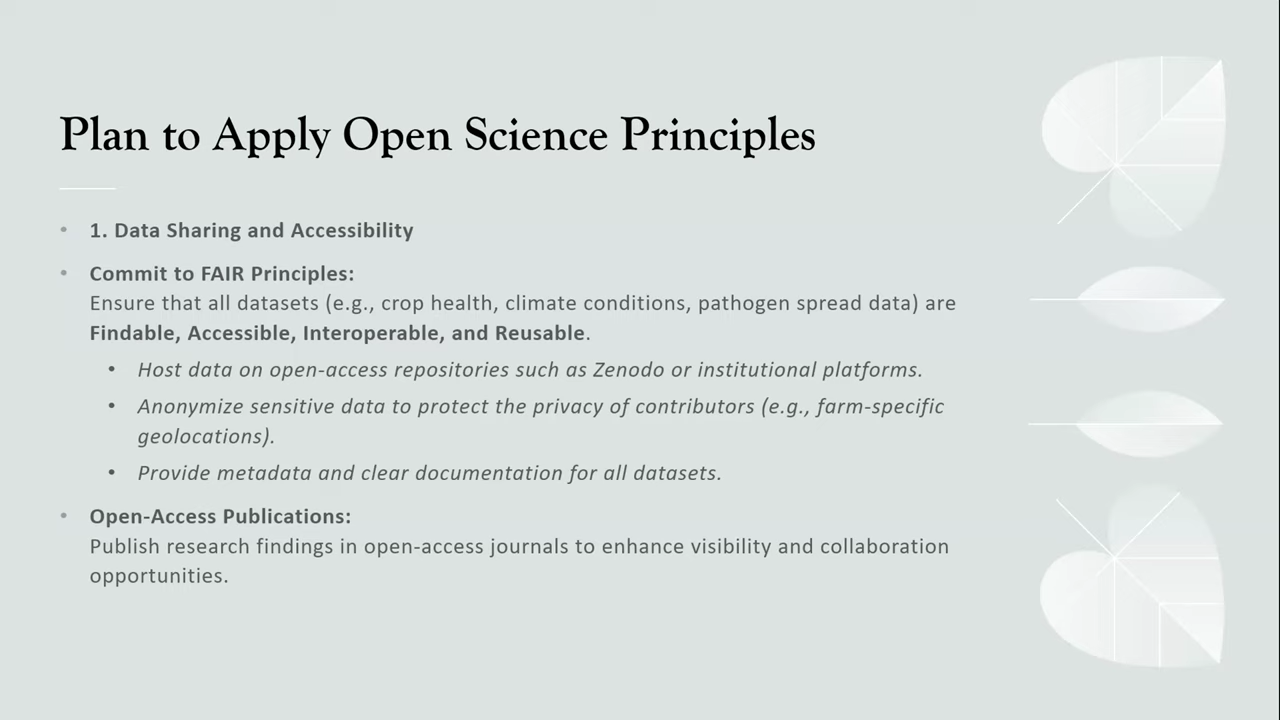 Plan to Apply Open Science Principles
• 1. Data Sharing and Accessibility
• Commit to FAIR Principles:
Ensure that all datasets (e.g., crop health, climate conditions, pathogen spread data) are
Findable, Accessible, Interoperable, and Reusable.
• Host data on open-access repositories such as Zenodo or institutional platforms.
• Anonymize sensitive data to protect the privacy of contributors (e.g., farm-specific
geolocations).
• Provide metadata and clear documentation for all datasets.
• Open-Access Publications:
Publish research findings in open-access journals to enhance visibility and collaboration
opportunities.